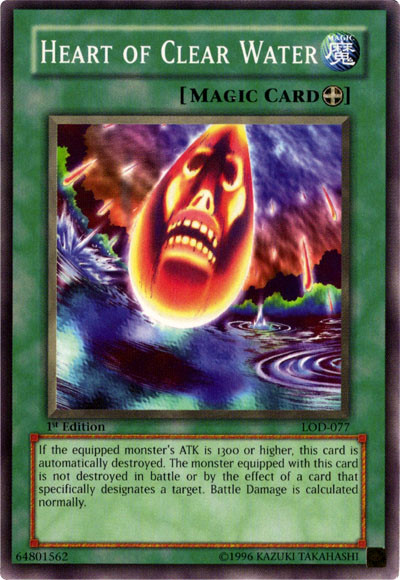 HEART OF CLEAR WATER
MAGIC
魔
[MAGIC CARD]
1st Edition
LOD-077
If the equipped monster's ATK is 1300 or higher, this card is
automatically destroyed. The monster equipped with this card
is not destroyed in battle or by the effect of a card that
specifically designates a target. Battle Damage is calculated
normally.
64801562
©1996 KAZUKI TAKAHASHI